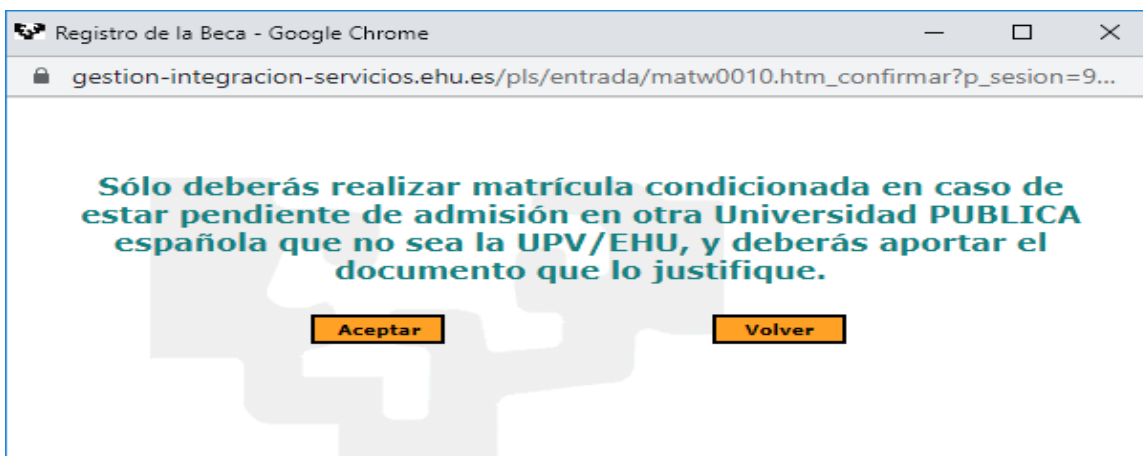 Registro de la Beca - Google Chrome
gestion-integracion-servicios.ehu.es/pls/entrada/matw0010.htm_confirmar?p_sesion=9...
Sólo deberás realizar matrícula condicionada en caso de
estar pendiente de admisión en otra Universidad PUBLICA
española que no sea la UPV/EHU, y deberás aportar el
documento que lo justifique.
Aceptar Volver